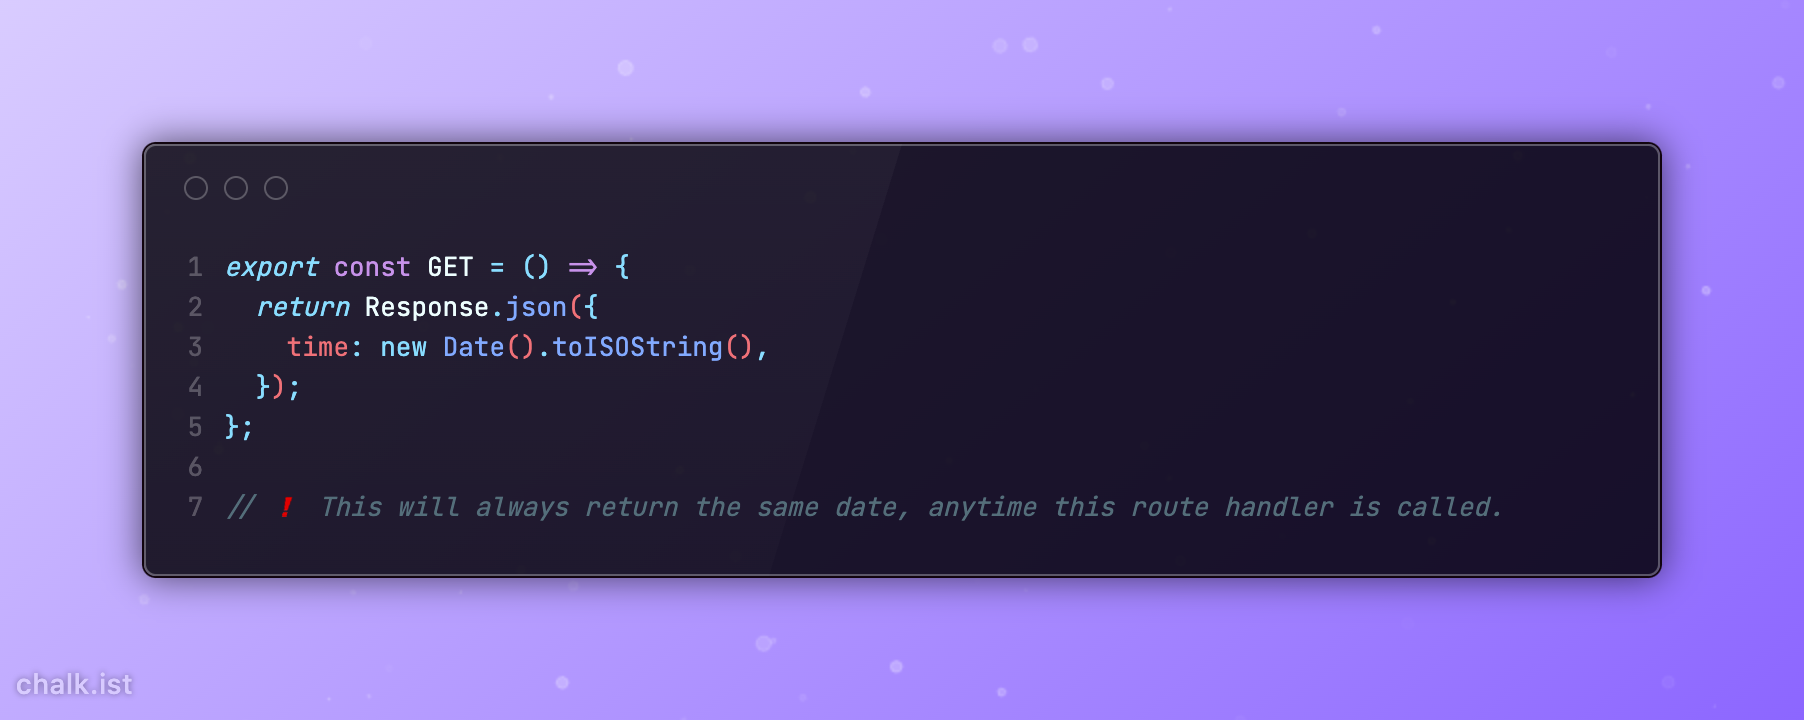 1 export const GET = () => {
2   return Response.json({
3     time: new Date().toISOString(),
4   });
5 };
6
7 // ❗ This will always return the same date, anytime this route handler is called.
chalk.ist